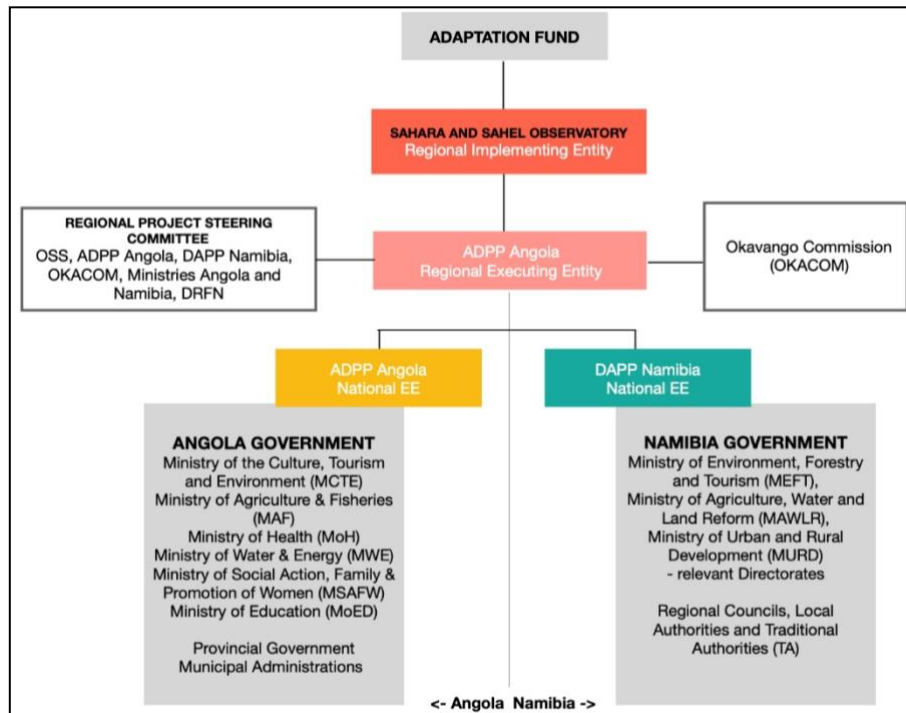 ADAPTATION FUND
SAHARA AND SAHEL OBSERVATORY
Regional Implementing Entity
REGIONAL PROJECT STEERING
COMMITTEE
OSS, ADPP Angola, DAPP Namibia,
OKACOM, Ministries Angola and
Namibia, DRFN
ADPP Angola
Regional Executing Entity
Okavango Commission
(OKACOM)
ADPP Angola
National EE
DAPP Namibia
National EE
ANGOLA GOVERNMENT
Ministry of the Culture, Tourism
and Environment (MCTE)
Ministry of Agriculture & Fisheries
(MAF)
Ministry of Health (MoH)
Ministry of Water & Energy (MWE)
Ministry of Social Action, Family &
Promotion of Women (MSAFW)
Ministry of Education (MoED)
Provincial Government
Municipal Administrations
NAMIBIA GOVERNMENT
Ministry of Environment, Forestry
and Tourism (MEFT),
Ministry of Agriculture, Water and
Land Reform (MAWLR),
Ministry of Urban and Rural
Development (MURD)
- relevant Directorates
Regional Councils, Local
Authorities and Traditional
Authorities (TA)
<- Angola Namibia ->